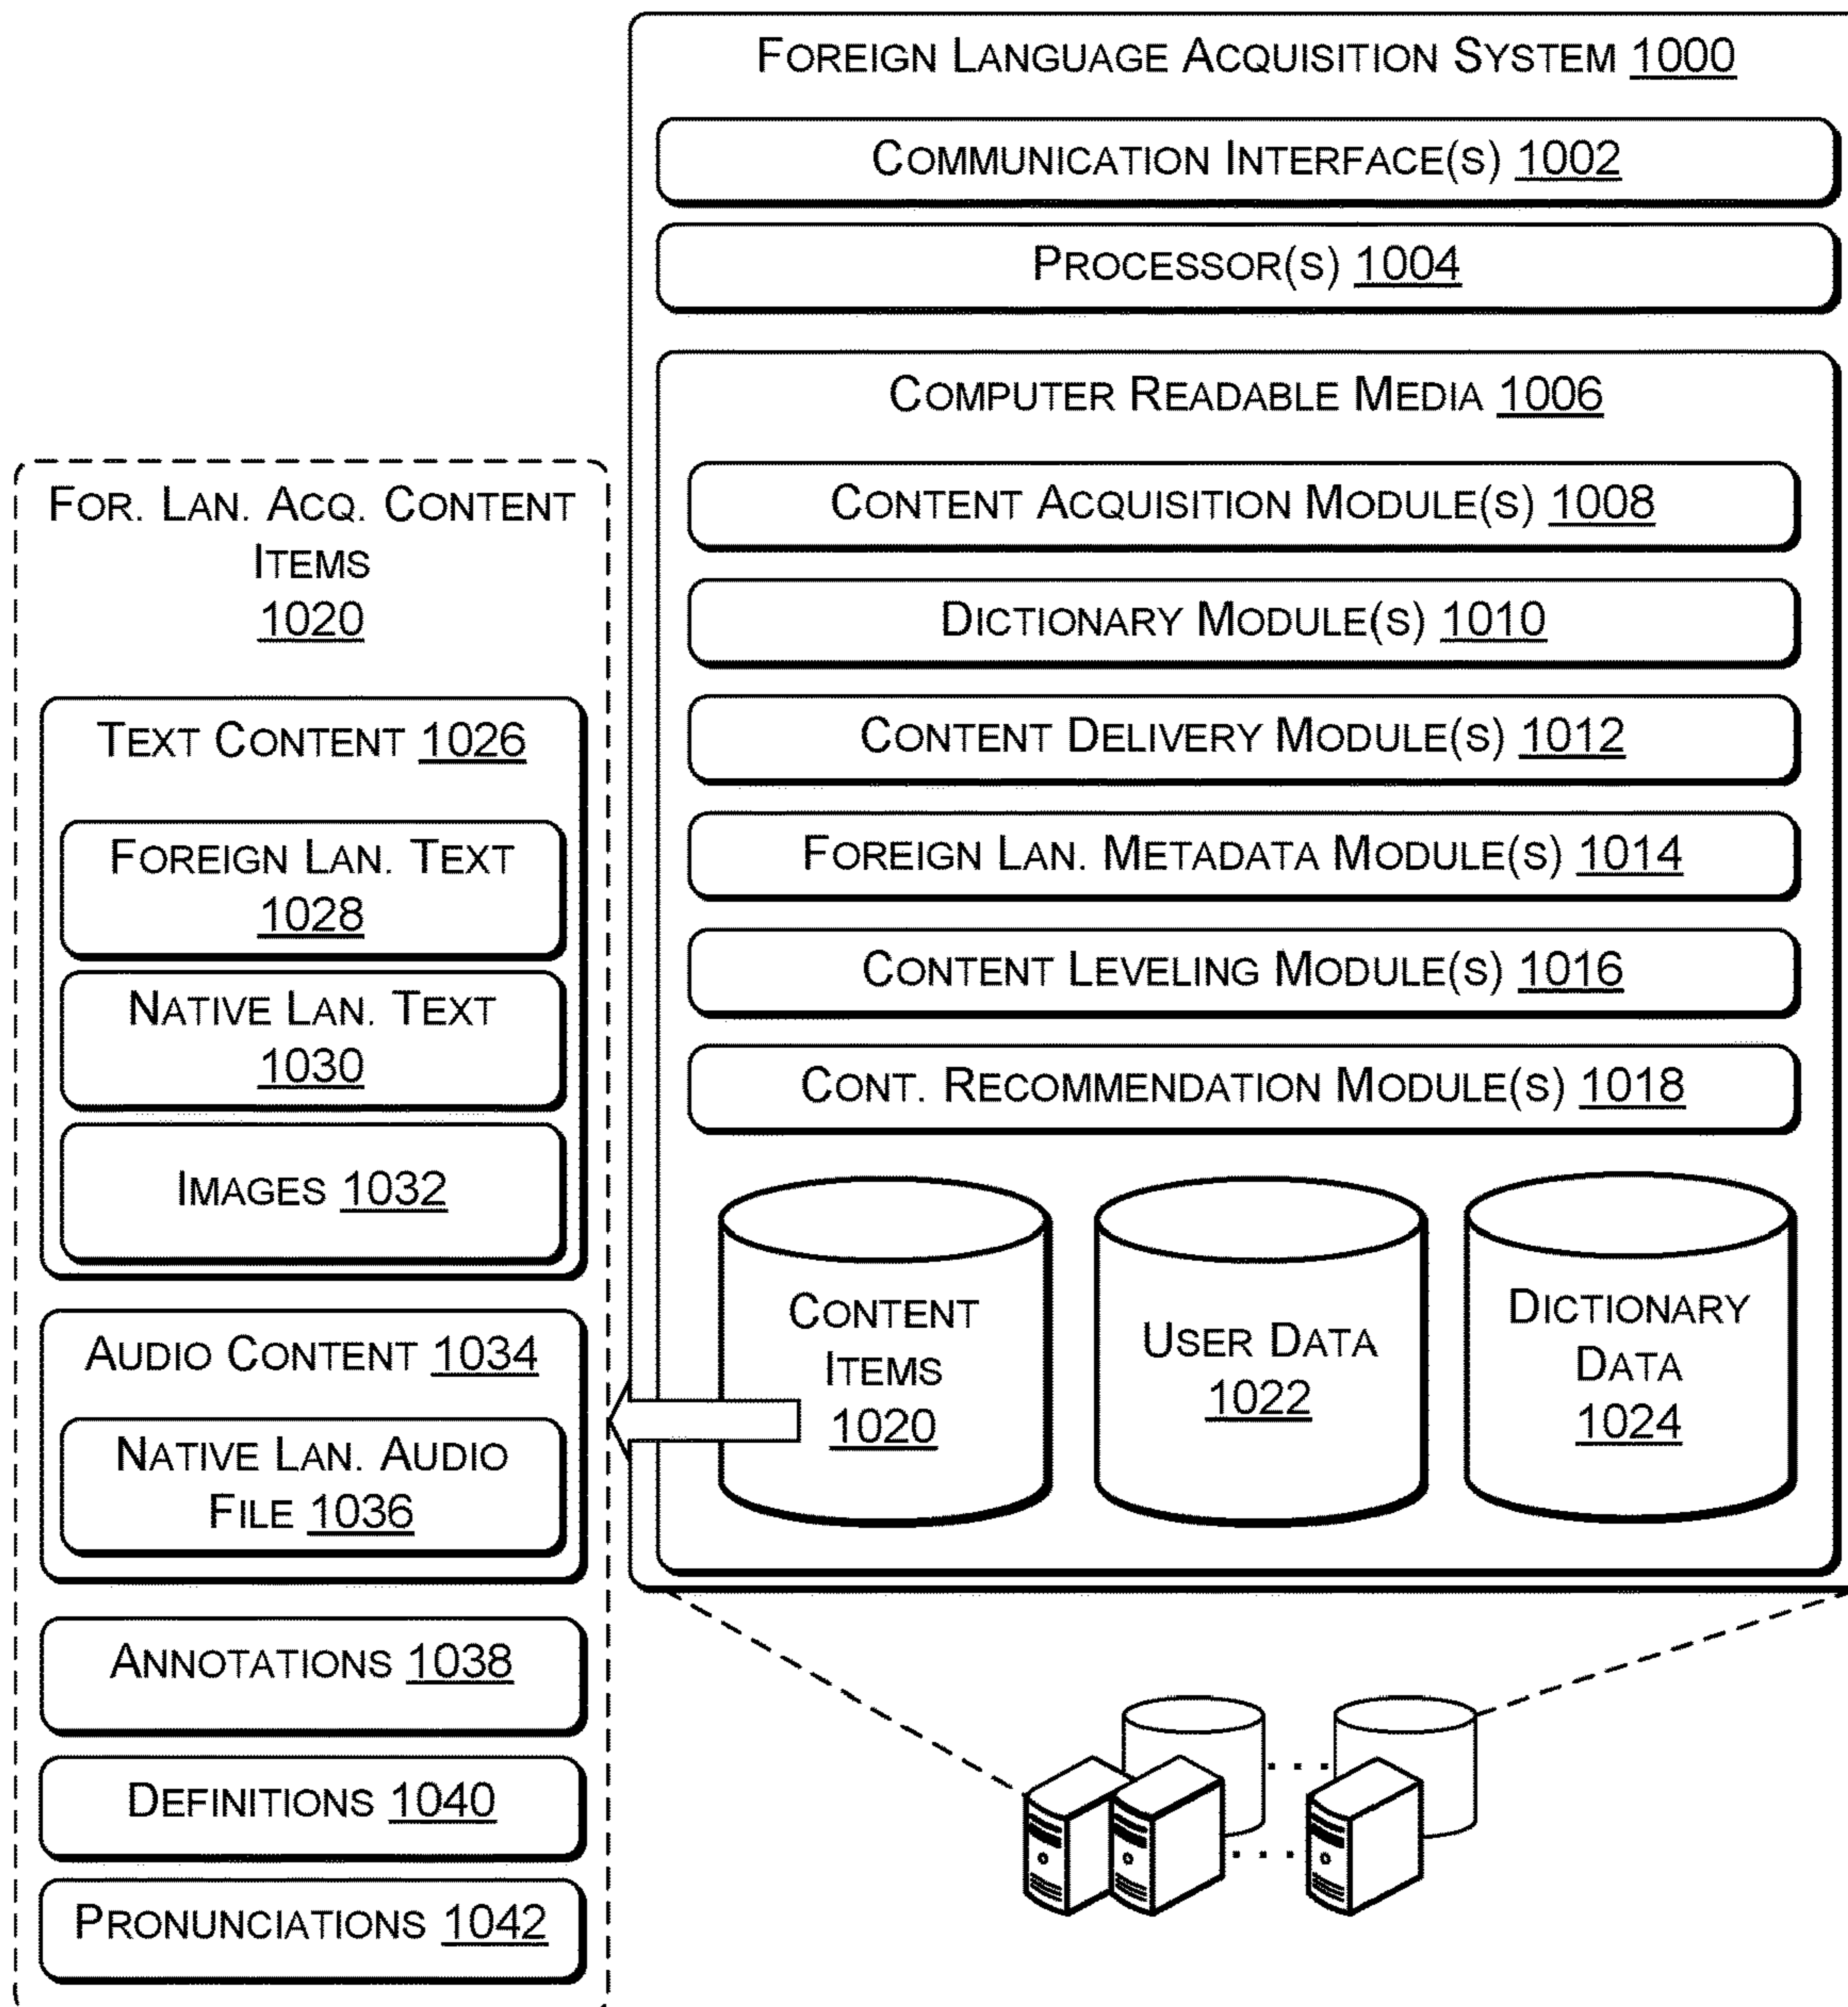 FOREIGN LANGUAGE ACQUISITION SYSTEM 1000
COMMUNICATION INTERFACE(S) 1002
PROCESSOR(S) 1004
COMPUTER READABLE MEDIA 1006
CONTENT ACQUISITION MODULE(S) 1008
DICTIONARY MODULE(S) 1010
CONTENT DELIVERY MODULE(S) 1012
FOREIGN LAN. METADATA MODULE(S) 1014
CONTENT LEVELING MODULE(S) 1016
CONT. RECOMMENDATION MODULE(S) 1018
CONTENT
ITEMS
1020
USER DATA
1022
DICTIONARY
DATA
1024
FOR. LAN. ACQ. CONTENT
ITEMS
1020
TEXT CONTENT 1026
FOREIGN LAN. TEXT
1028
NATIVE LAN. TEXT
1030
IMAGES 1032
AUDIO CONTENT 1034
NATIVE LAN. AUDIO
FILE 1036
ANNOTATIONS 1038
DEFINITIONS 1040
PRONUNCIATIONS 1042